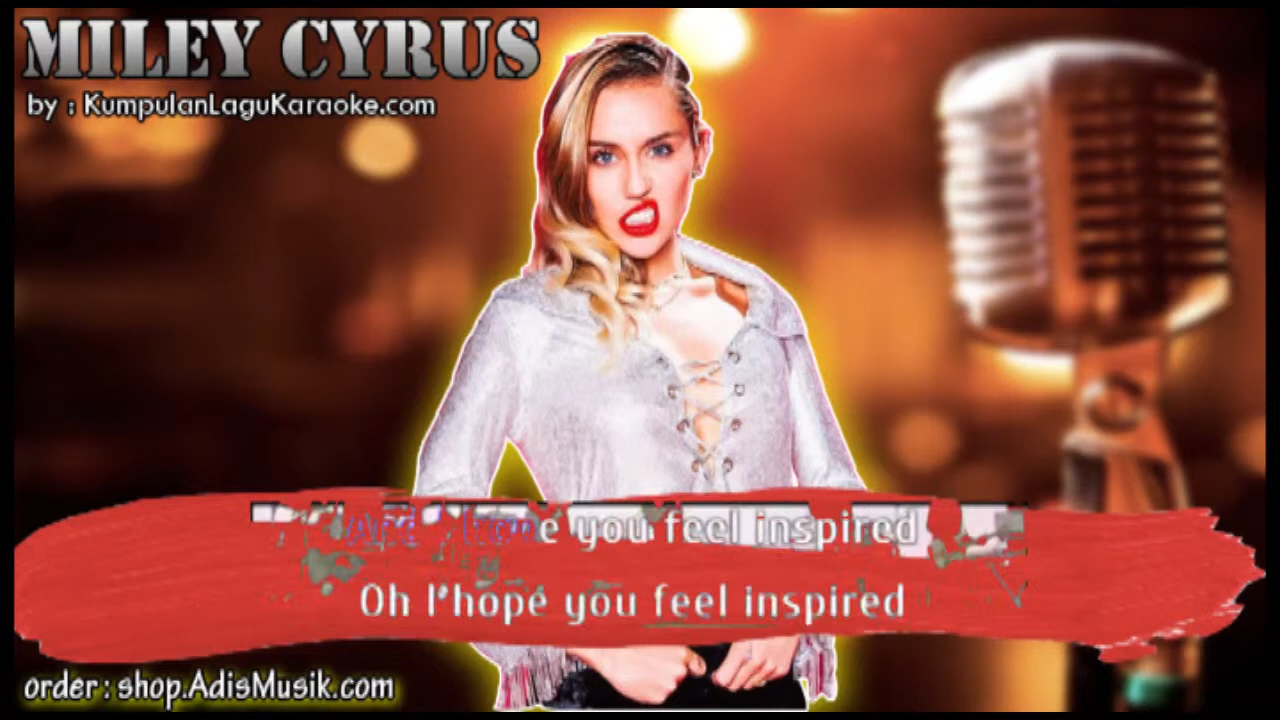 MILEY CYRUS
by : KumpulanLaguKaraoke.com
you feel inspired
Oh I hope you feel inspired
order : shop.AdisMusik.com